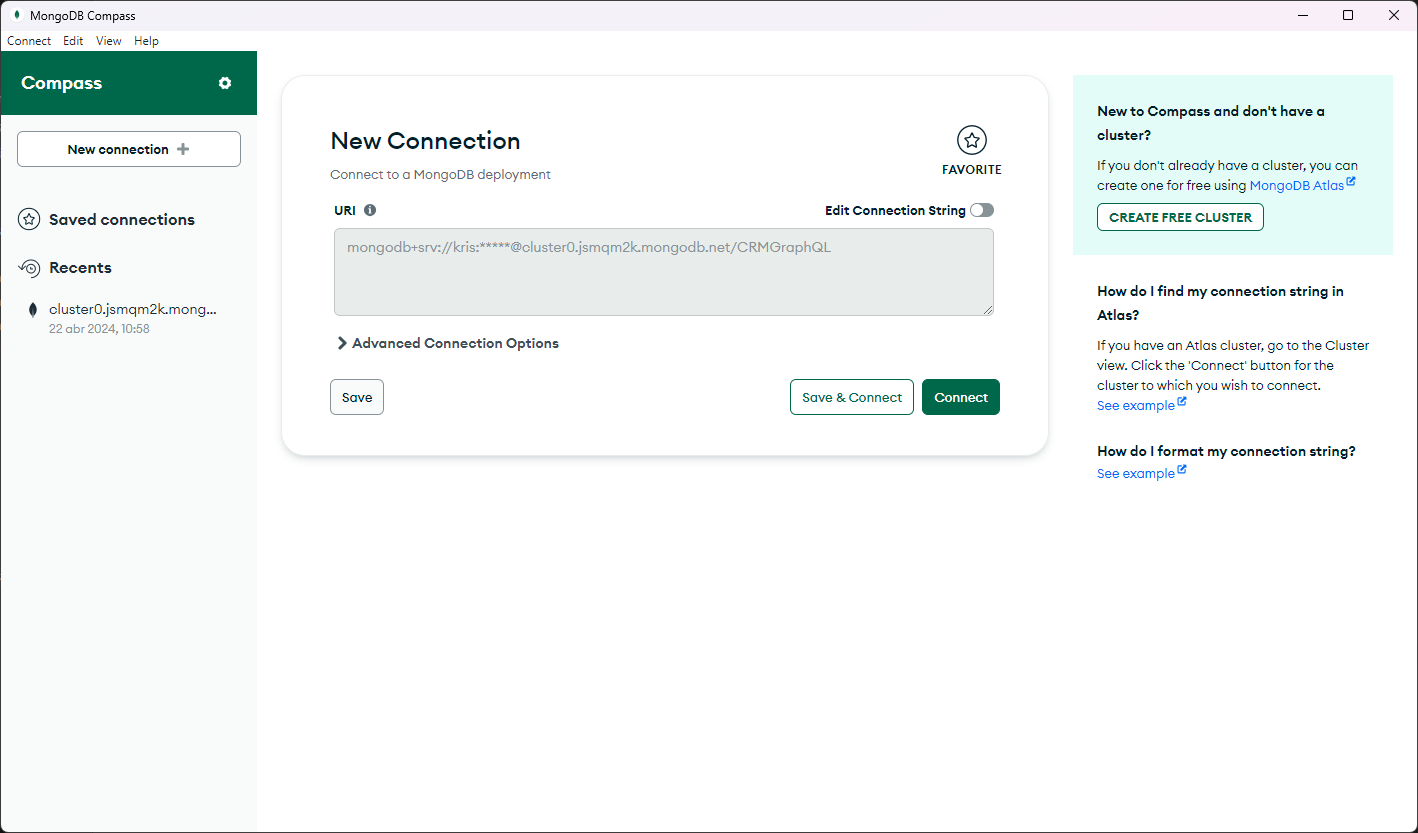 MongoDB Compass
Connect Edit View Help
Compass
New connection
Saved connections
Recents
cluster0.jsmqm2k.mong...
22 abr 2024, 10:58
New Connection
Connect to a MongoDB deployment
FAVORITE
URI
Edit Connection String
mongodb+srv://kris:*****@cluster0.jsmqm2k.mongodb.net/CRMGraphQL
Advanced Connection Options
Save
Save & Connect
Connect
New to Compass and don't have a
cluster?
If you don't already have a cluster, you can
create one for free using MongoDB Atlas
CREATE FREE CLUSTER
How do I find my connection string in
Atlas?
If you have an Atlas cluster, go to the Cluster
view. Click the 'Connect' button for the
cluster to which you wish to connect.
See example
How do I format my connection string?
See example